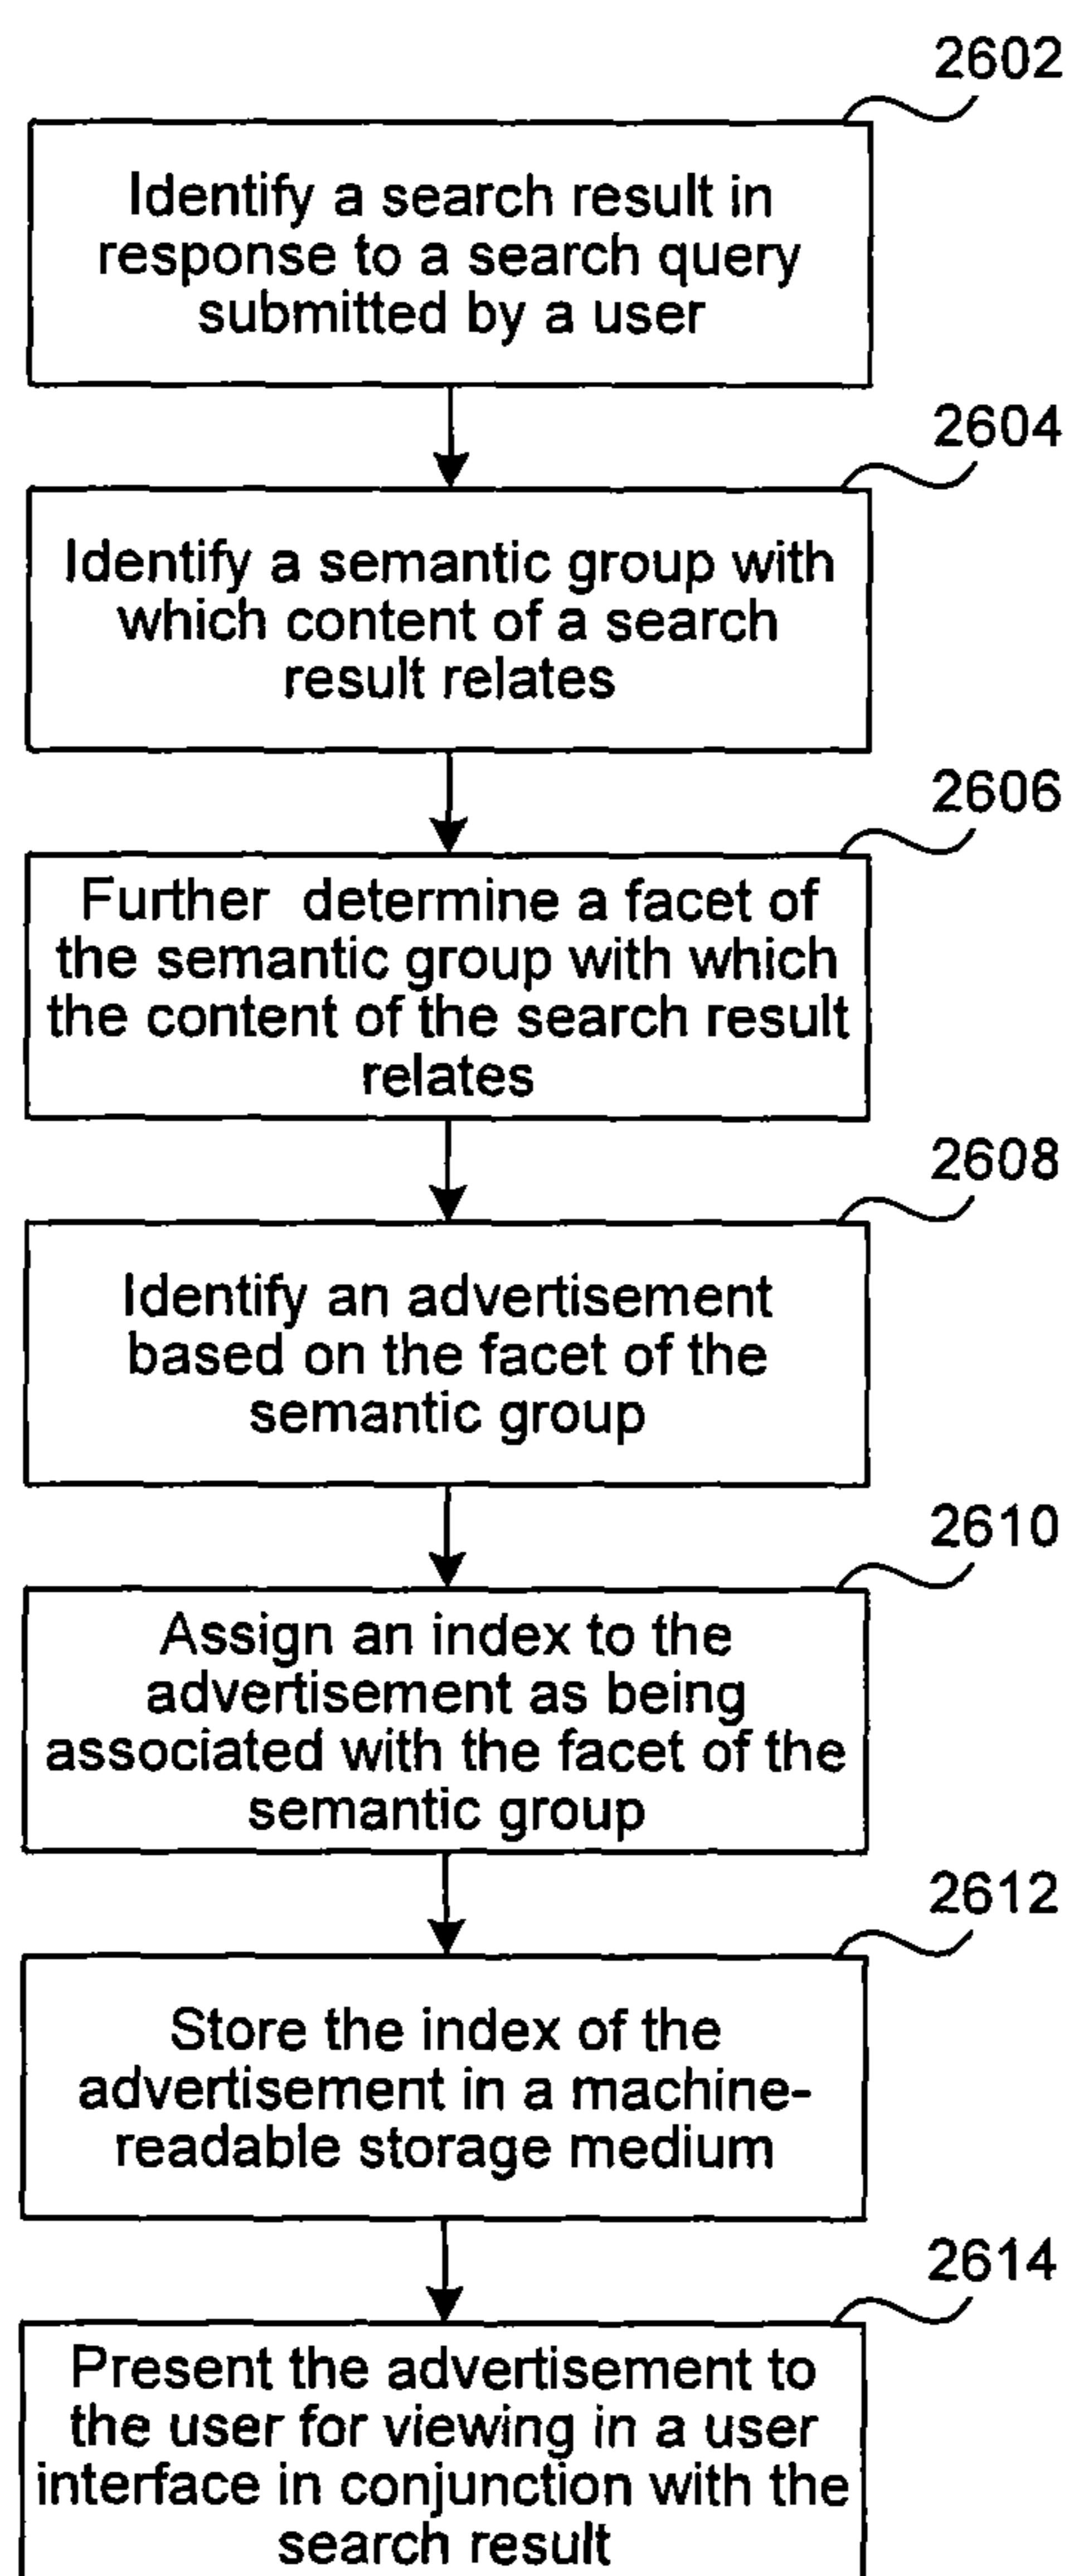 2602
Identify a search result in
response to a search query
submitted by a user
2604
Identify a semantic group with
which content of a search
result relates
2606
Further determine a facet of
the semantic group with which
the content of the search result
relates
2608
Identify an advertisement
based on the facet of the
semantic group
2610
Assign an index to the
advertisement as being
associated with the facet of the
semantic group
2612
Store the index of the
advertisement in a machine-
readable storage medium
2614
Present the advertisement to
the user for viewing in a user
interface in conjunction with the
search result